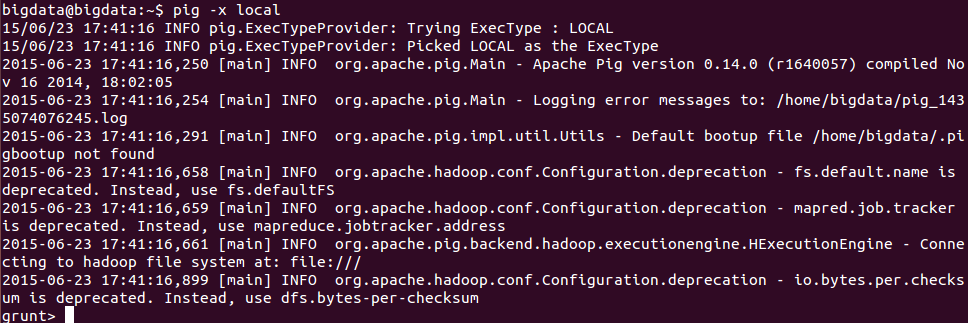 bigdata@bigdata:~$ pig -x local
15/06/23 17:41:16 INFO pig.ExecTypeProvider: Trying ExecType : LOCAL
15/06/23 17:41:16 INFO pig.ExecTypeProvider: Picked LOCAL as the ExecType
2015-06-23 17:41:16,250 [main] INFO  org.apache.pig.Main - Apache Pig version 0.14.0 (r1640057) compiled No
v 16 2014, 18:02:05
2015-06-23 17:41:16,254 [main] INFO  org.apache.pig.Main - Logging error messages to: /home/bigdata/pig_143
5074076245.log
2015-06-23 17:41:16,291 [main] INFO  org.apache.pig.impl.util.Utils - Default bootup file /home/bigdata/.pi
gbootup not found
2015-06-23 17:41:16,658 [main] INFO  org.apache.hadoop.conf.Configuration.deprecation - fs.default.name is
deprecated. Instead, use fs.defaultFS
2015-06-23 17:41:16,659 [main] INFO  org.apache.hadoop.conf.Configuration.deprecation - mapred.job.tracker
is deprecated. Instead, use mapreduce.jobtracker.address
2015-06-23 17:41:16,661 [main] INFO  org.apache.pig.backend.hadoop.executionengine.HExecutionEngine - Conne
cting to hadoop file system at: file:///
2015-06-23 17:41:16,899 [main] INFO  org.apache.hadoop.conf.Configuration.deprecation - io.bytes.per.checks
um is deprecated. Instead, use dfs.bytes-per-checksum
grunt>